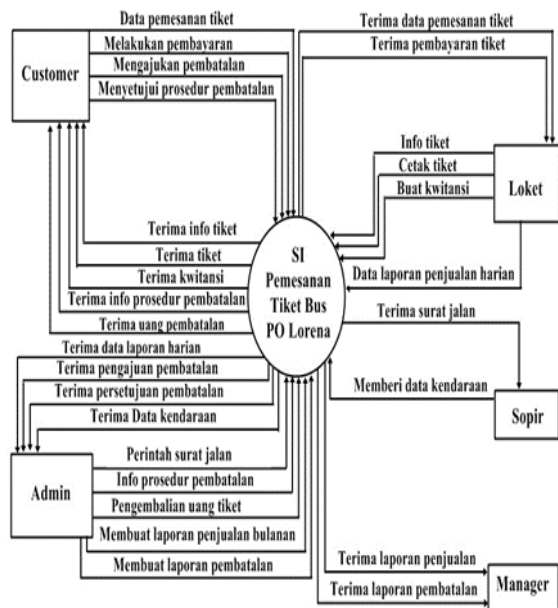 Data pemesanan tiket
Melakukan pembayaran
Mengajukan pembatalan
Menyetujui prosedur pembatalan
Customer
Terima data pemesanan tiket
Terima pembayaran tiket
Info tiket
Cetak tiket
Buat kwitansi
Loket
Data laporan penjualan harian
Terima info tiket
Terima tiket
Terima kwitansi
Terima info prosedur pembatalan
Terima uang pembatalan
SI
Pemesanan
Tiket Bus
PO Lorena
Terima surat jalan
Memberi data kendaraan
Sopir
Terima data laporan harian
Terima pengajuan pembatalan
Terima persetujuan pembatalan
Terima Data kendaraan
Admin
Perintah surat jalan
Info prosedur pembatalan
Pengembalian uang tiket
Membuat laporan penjualan bulanan
Membuat laporan pembatalan
Terima laporan penjualan
Terima laporan pembatalan
Manager